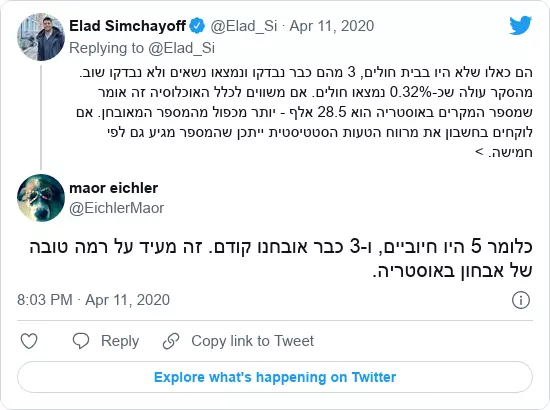 Elad Simchayoff @Elad_Si · Apr 11, 2020
Replying to @Elad_Si
הם כאלו שלא היו בבית חולים, 3 מהם כבר נבדקו ונמצאו נשאים ולא נבדקו שוב.
מהסקר עולה שכ-0.32% נמצאו חולים. אם משווים לכלל האוכלוסיה זה אומר
שמספר המקרים באוסטריה הוא 28.5 אלף - יותר מכפול מהמספר המאובחן. אם
לוקחים בחשבון את מרווח הטעות הסטטיסטית ייתכן שהמספר מגיע גם לפי
חמישה. >
maor eichler
@EichlerMaor
כלומר 5 היו חיוביים, ו-3 כבר אובחנו קודם. זה מעיד על רמה טובה
של אבחון באוסטריה.
8:03 PM · Apr 11, 2020
Reply Copy link to Tweet
Explore what's happening on Twitter